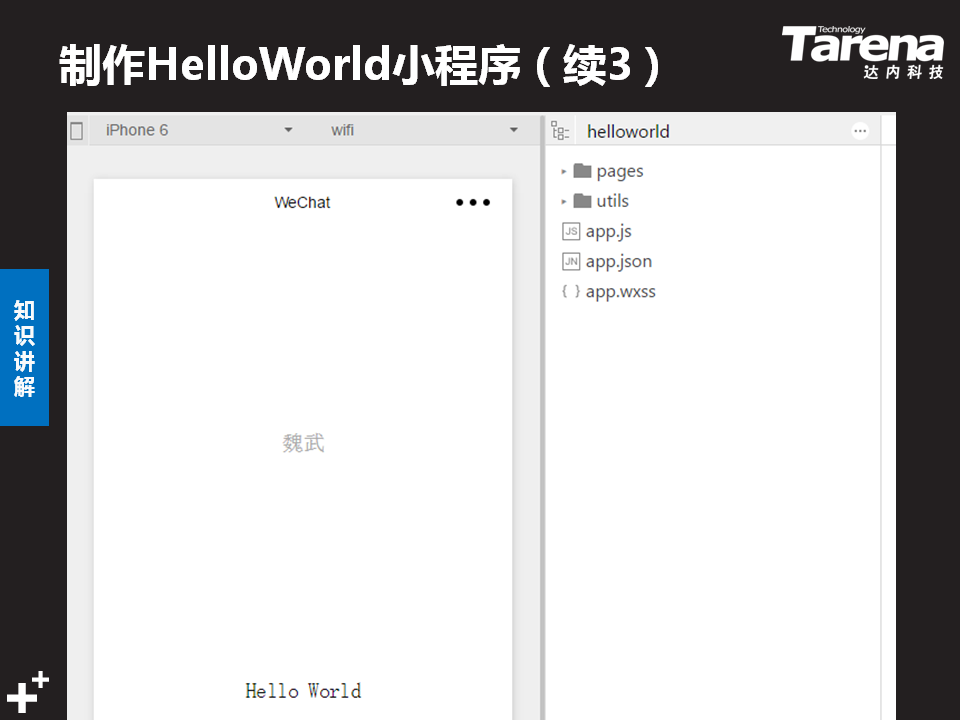 制作HelloWorld小程序（续3）
Technology
Tarena
达内科技
知识讲解
iPhone 6
wifi
WeChat
魏武
Hello World
helloworld
pages
utils
JS app.js
JN app.json
{ } app.wxss